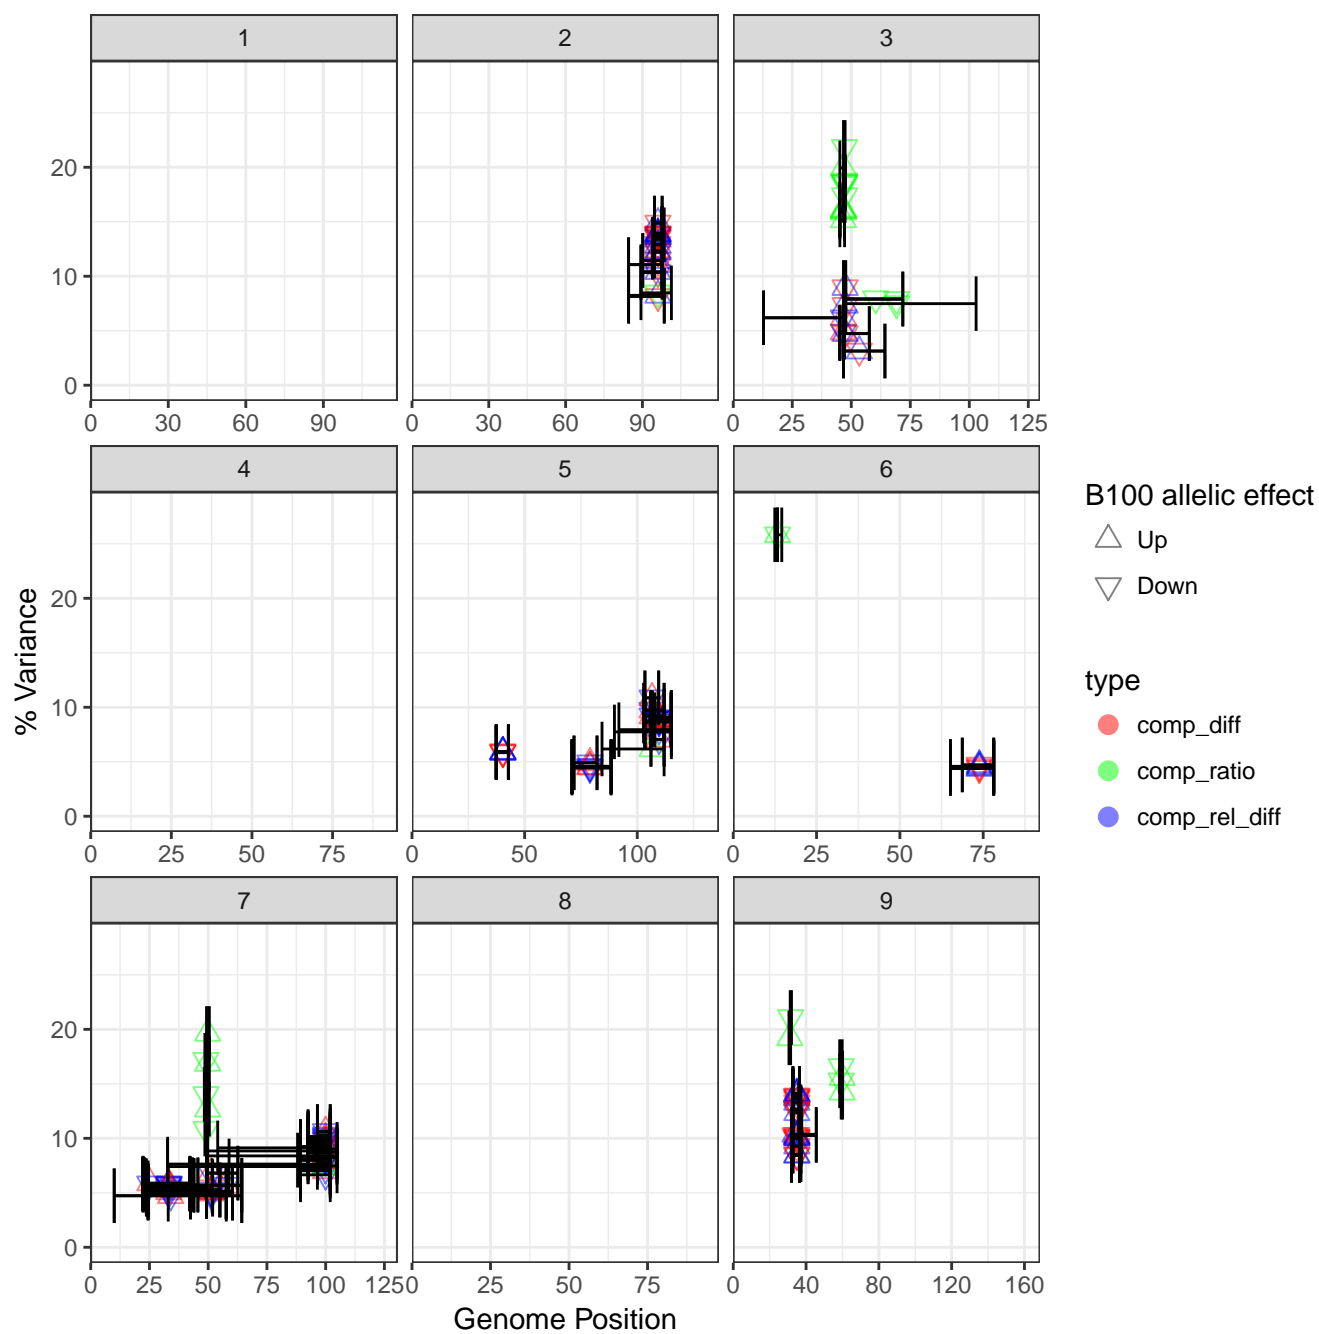 1 2 3
20
10
0
0 30 60 90 0 30 60 90 0 25 50 75 100 125
4 5 6
20
10
0
0 25 50 75 0 50 100 0 25 50 75
7 8 9
20
10
0
0 25 50 75 100 125 0 25 50 75 0 40 80 120 160
Genome Position
% Variance
B100 allelic effect
Up
Down
type
comp_diff
comp_ratio
comp_rel_diff